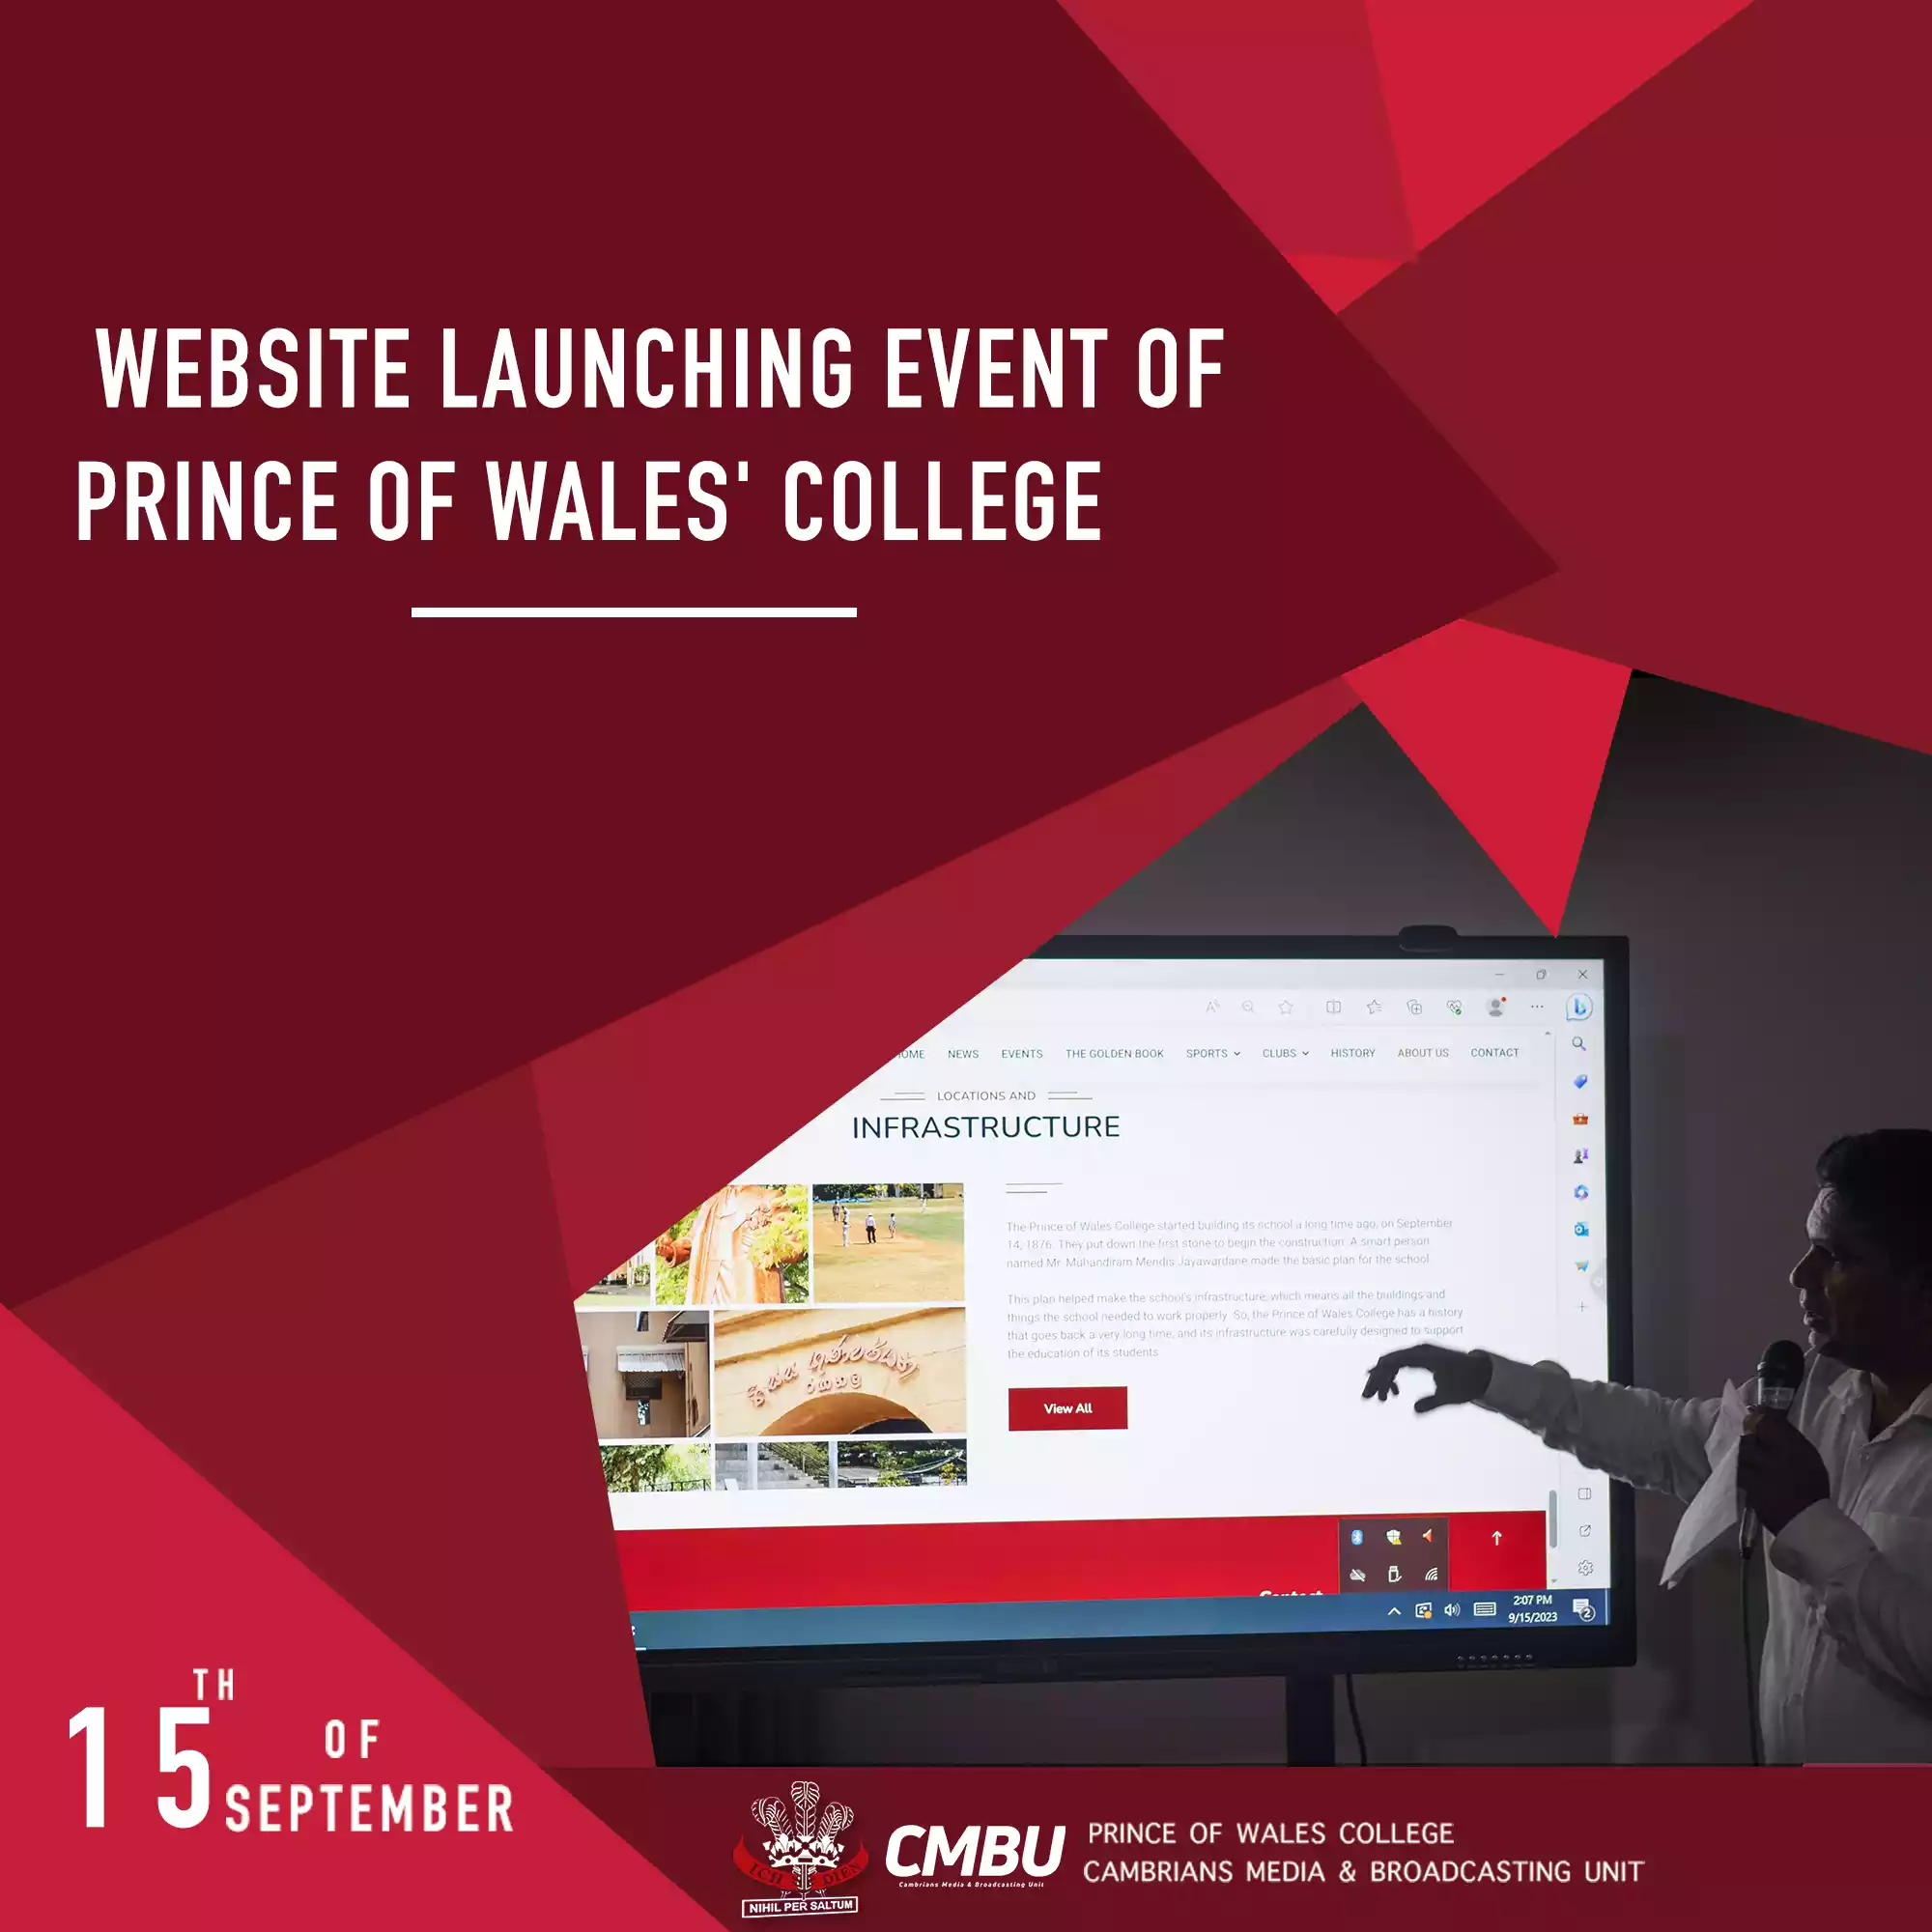 WEBSITE LAUNCHING EVENT OF
PRINCE OF WALES' COLLEGE
HOME NEWS EVENTS THE GOLDEN BOOK SPORTS CLUBS HISTORY ABOUT US CONTACT
LOCATIONS AND
INFRASTRUCTURE
The Prince of Wales College started building its school a long time ago, on September
14, 1876. They put down the first stone to begin the construction. A smart person
named Mr. Muhandiram Mendis Jayawardane made the basic plan for the school
This plan helped make the school's infrastructure, which means all the buildings and
things the school needed to work properly. So, the Prince of Wales College has a history
that goes back a very long time, and its infrastructure was carefully designed to support
the education of its students
View All
2:07 PM
9/15/2023
2
15TH
OF
SEPTEMBER
ICH DIEN
NIHIL PER SALTUM
CMBU
Cambrians Media & Broadcasting Unit
PRINCE OF WALES COLLEGE
CAMBRIANS MEDIA & BROADCASTING UNIT